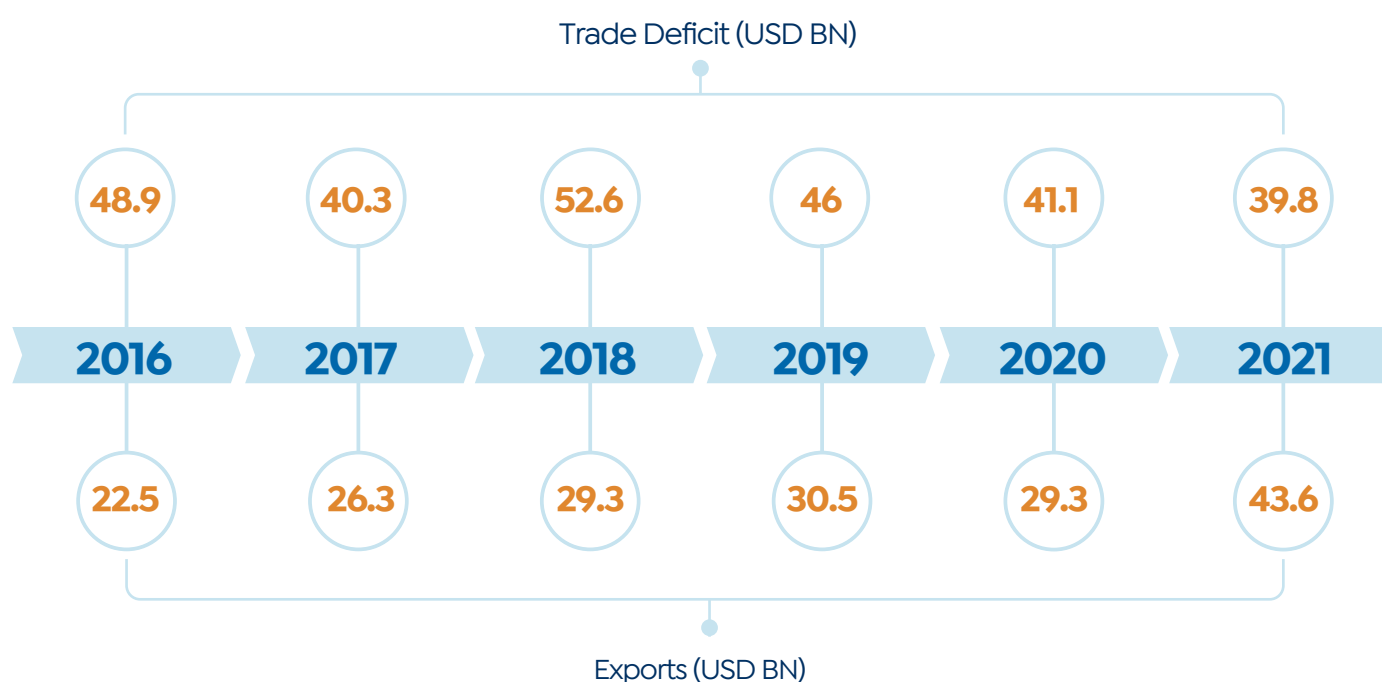 Trade Deficit (USD BN)
48.9 40.3 52.6 46 41.1 39.8
2016 2017 2018 2019 2020 2021
22.5 26.3 29.3 30.5 29.3 43.6
Exports (USD BN)